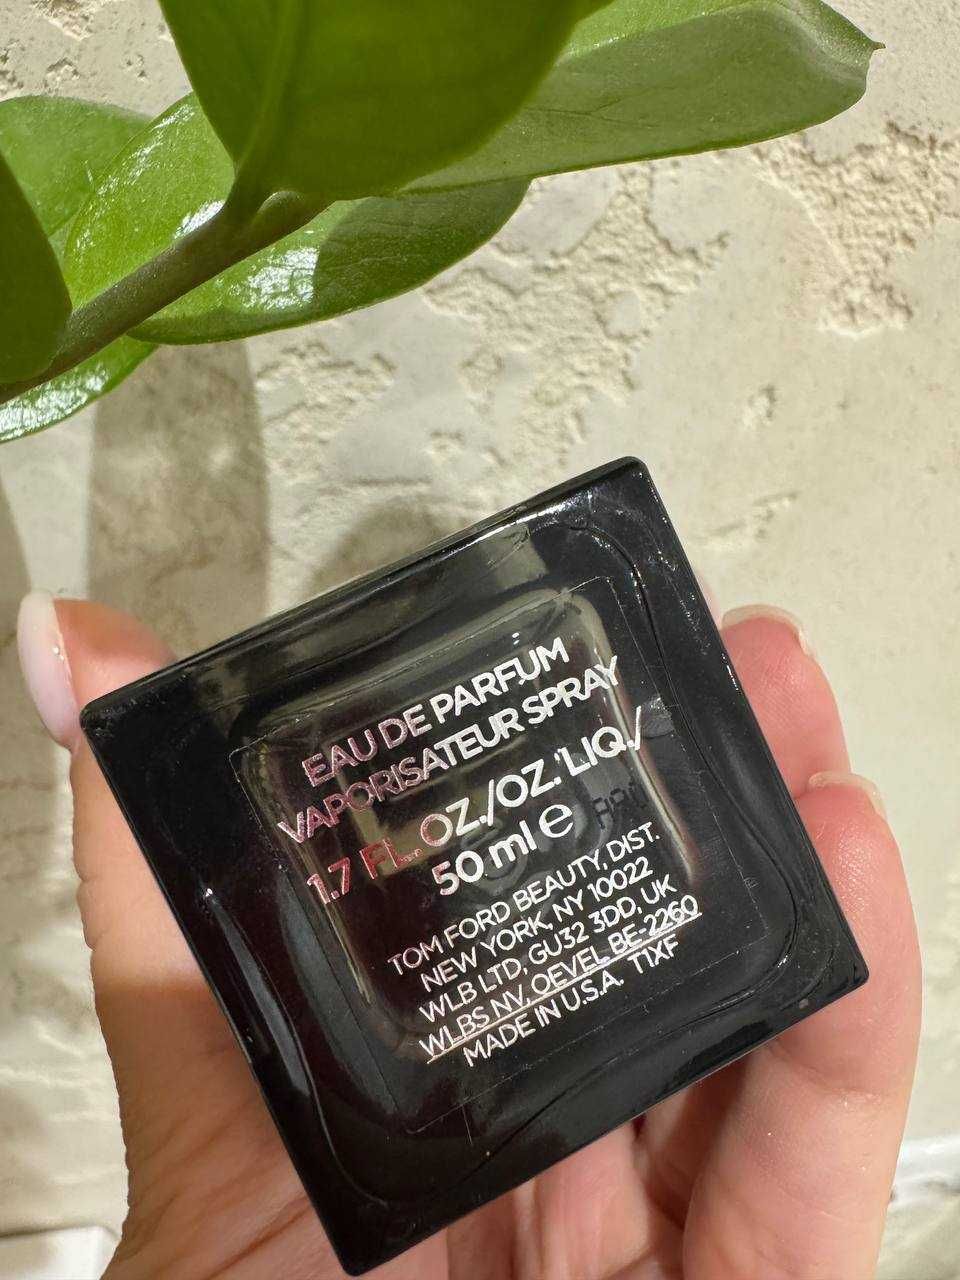 EAU DE PARFUM
VAPORISATEUR SPRAY
1.7 FL. OZ./OZ. LIQ./
50 ml e
TOM FORD BEAUTY, DIST.
NEW YORK, NY 10022
WLB LTD, GU32 3DD, UK
WLBS NV, OEVEL BE-2260
MADE IN U.S.A. T1XF